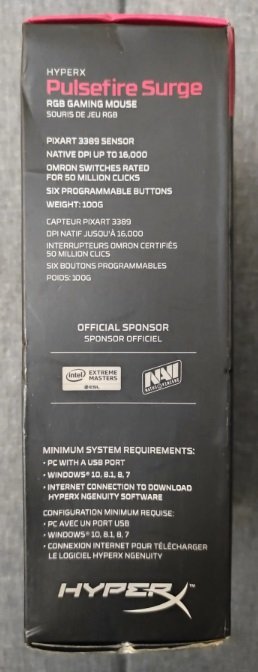 HYPERX
Pulsefire Surge
RGB GAMING MOUSE
SOURIS DE JEU RGB
PIXART 3389 SENSOR
NATIVE DPI UP TO 16,000
OMRON SWITCHES RATED
FOR 50 MILLION CLICKS
SIX PROGRAMMABLE BUTTONS
WEIGHT: 100G
CAPTEUR PIXART 3389
DPI NATIF JUSQU'À 16,000
INTERRUPTEURS OMRON CERTIFIÉS
50 MILLION CLICS
SIX BOUTONS PROGRAMMABLES
POIDS: 100G
OFFICIAL SPONSOR
SPONSOR OFFICIEL
intel EXTREME
MASTERS
@ESL
NAVI
NATUS VINCERE
MINIMUM SYSTEM REQUIREMENTS:
• PC WITH A USB PORT
• WINDOWS® 10, 8.1, 8, 7
• INTERNET CONNECTION TO DOWNLOAD
HYPERX NGENUITY SOFTWARE
CONFIGURATION MINIMUM REQUISE:
• PC AVEC UN PORT USB
• WINDOWS® 10, 8.1, 8, 7
• CONNEXION INTERNET POUR TÉLÉCHARGER
LE LOGICIEL HYPERX NGENUITY
HYPERX™